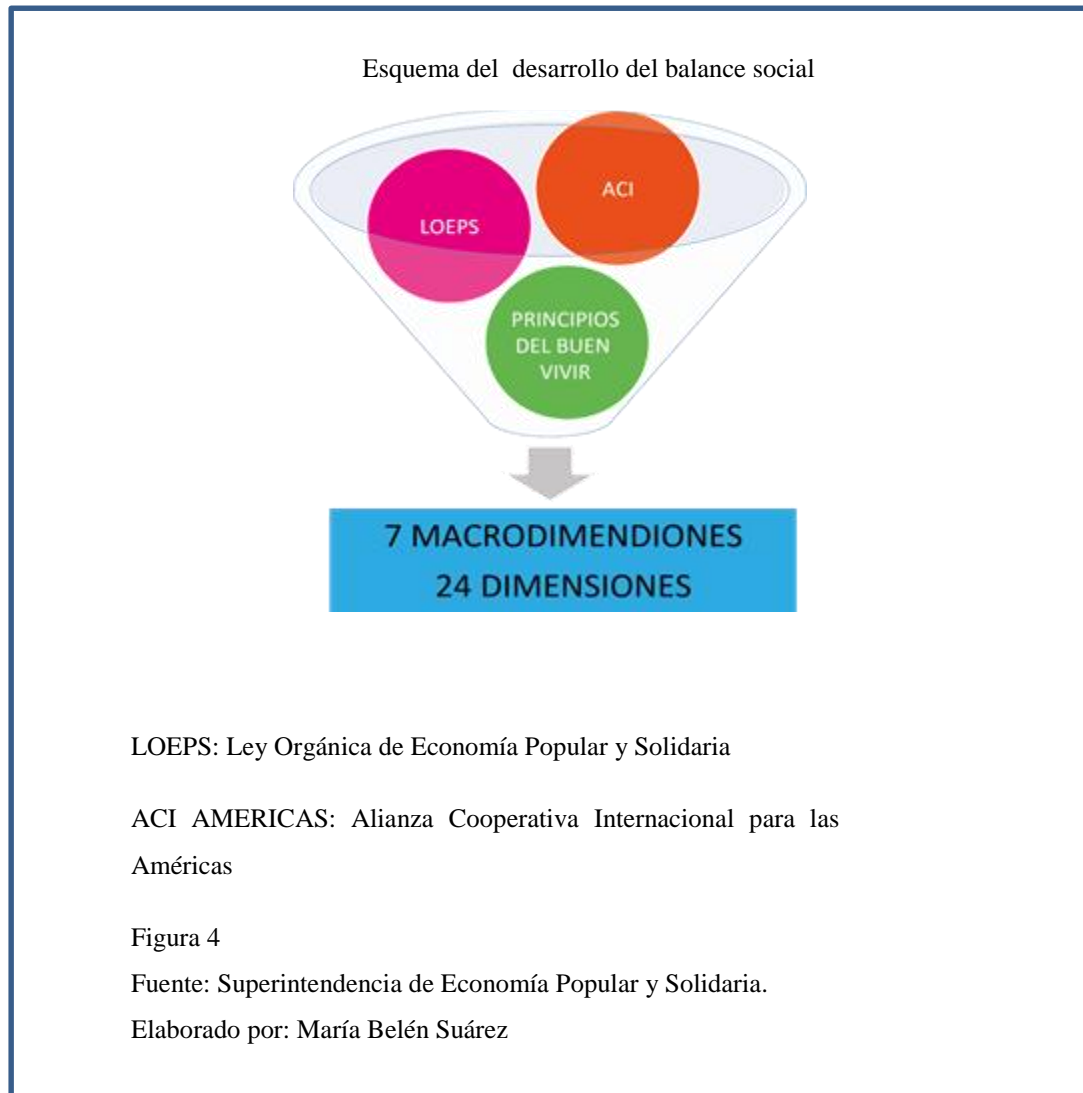 Esquema del desarrollo del balance social
ACI
LOEPS
PRINCIPIOS
DEL BUEN
VIVIR
7 MACRODIMENDIONES
24 DIMENSIONES
LOEPS: Ley Orgánica de Economía Popular y Solidaria
ACI AMERICAS: Alianza Cooperativa Internacional para las
Américas
Figura 4
Fuente: Superintendencia de Economía Popular y Solidaria.
Elaborado por: María Belén Suárez